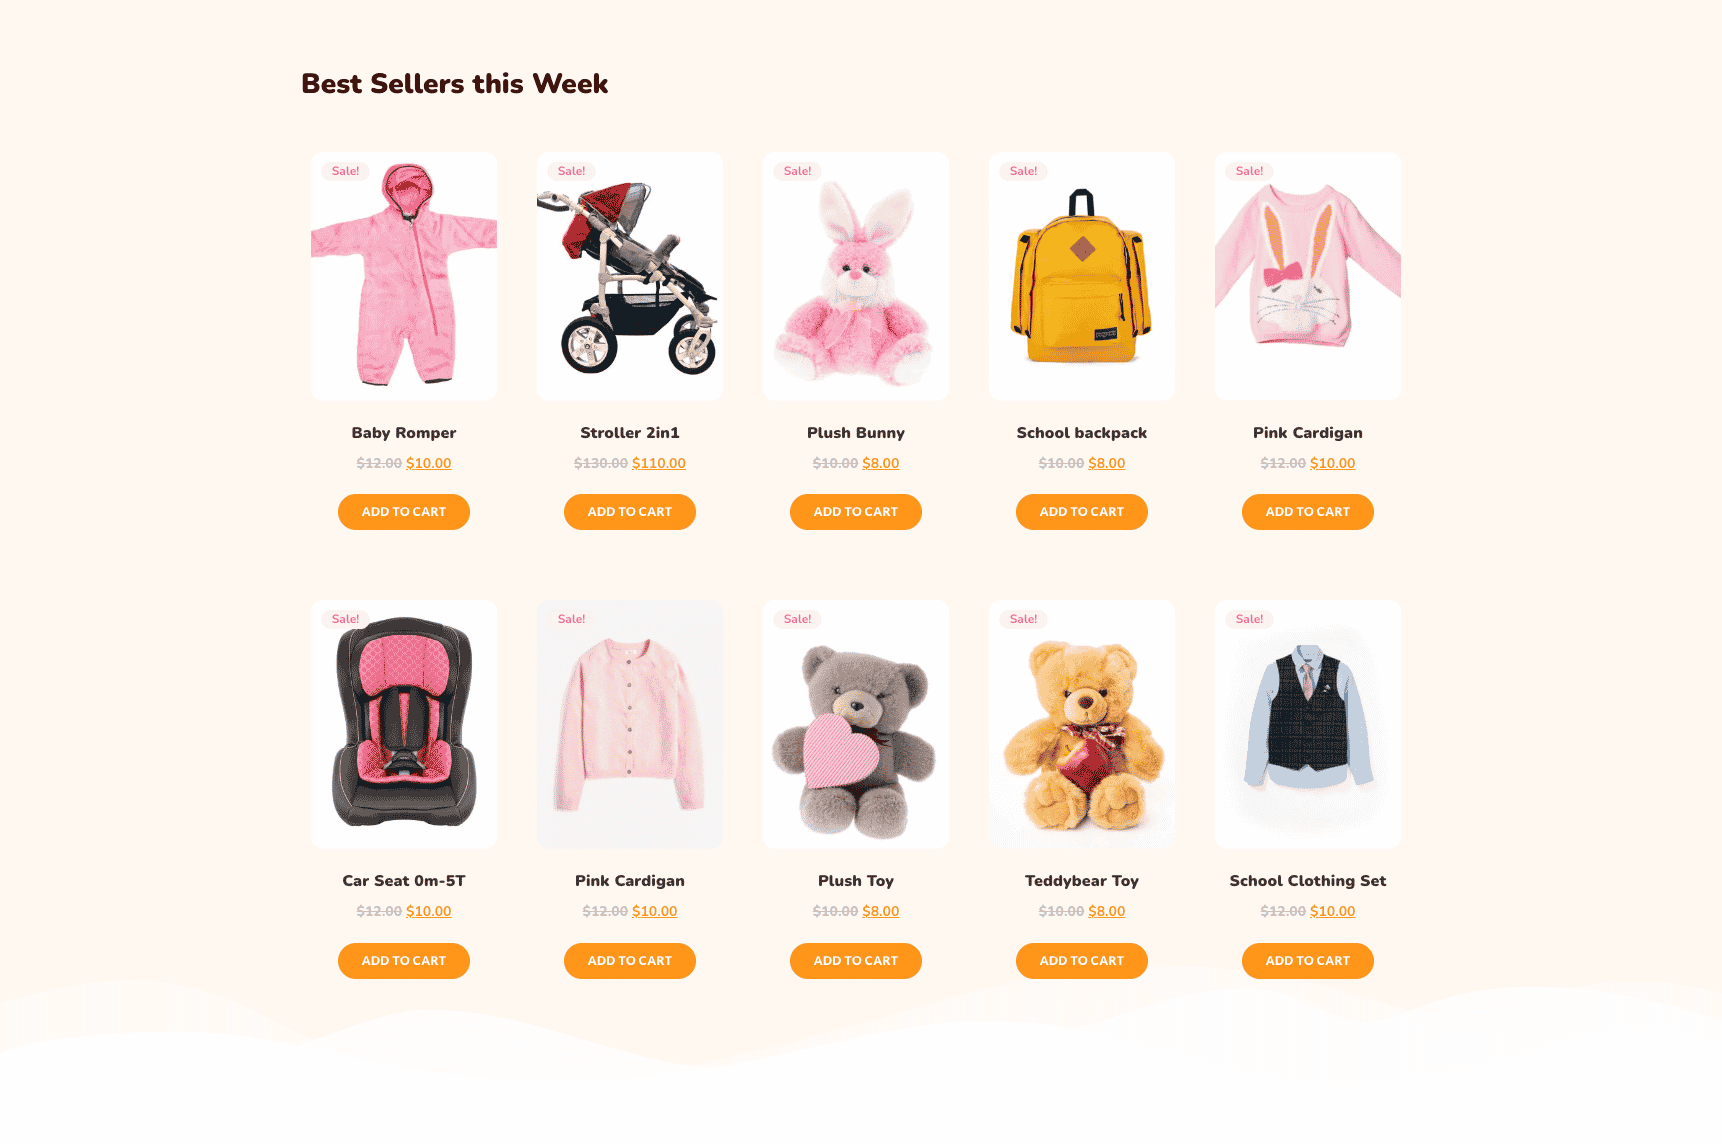 Best Sellers this Week
Sale! Sale! Sale! Sale! Sale!
Baby Romper Stroller 2in1 Plush Bunny School backpack Pink Cardigan
$12.00 $10.00 $130.00 $110.00 $10.00 $8.00 $10.00 $8.00 $12.00 $10.00
ADD TO CART ADD TO CART ADD TO CART ADD TO CART ADD TO CART
Sale! Sale! Sale! Sale! Sale!
Car Seat 0m-5T Pink Cardigan Plush Toy Teddybear Toy School Clothing Set
$12.00 $10.00 $12.00 $10.00 $10.00 $8.00 $10.00 $8.00 $12.00 $10.00
ADD TO CART ADD TO CART ADD TO CART ADD TO CART ADD TO CART